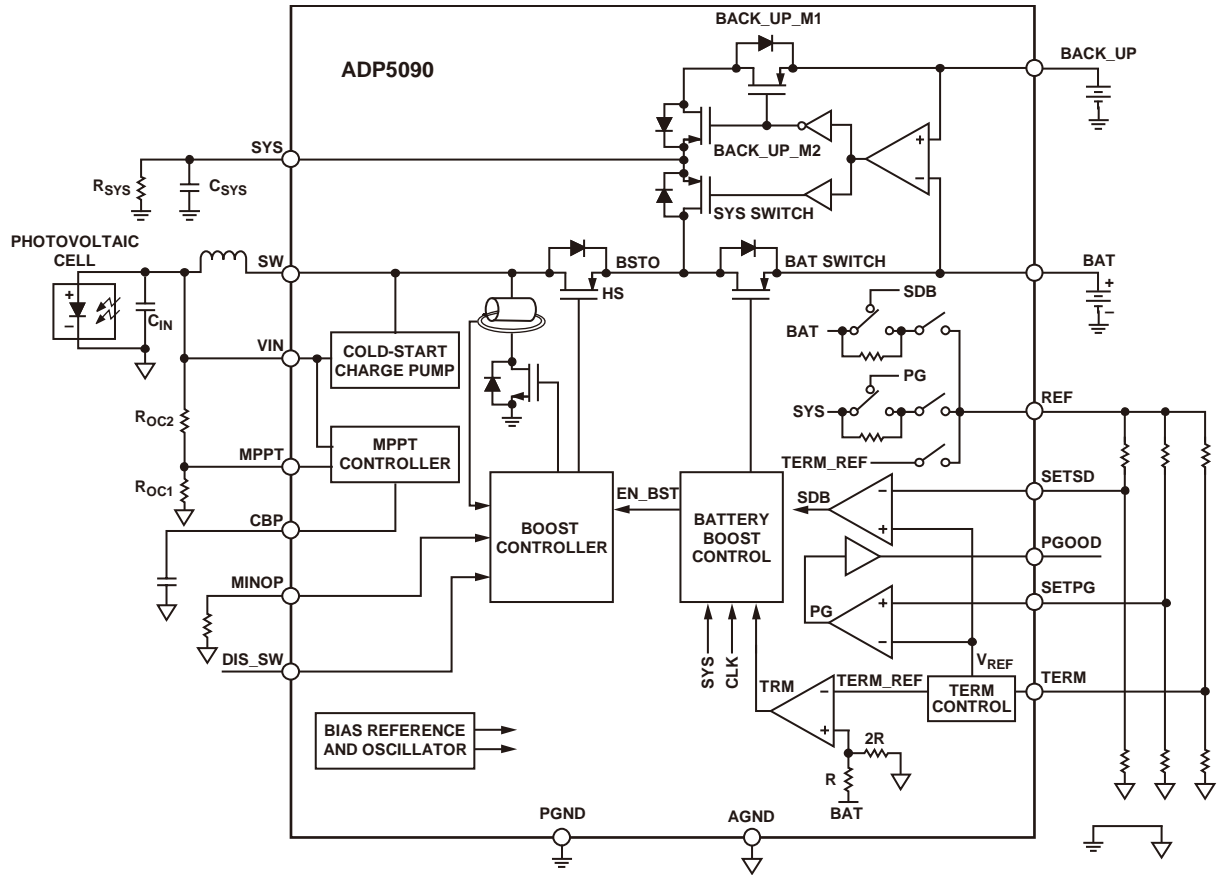 BACK_UP_M1
ADP5090
BACK_UP
SYS
BACK_UP_M2
+
−
RSYS
CSYS
SYS SWITCH
PHOTOVOLTAIC
CELL
SW
BSTO
BAT SWITCH
BAT
HS
+
−
+
−
CIN
SDB
BAT
VIN
COLD-START
CHARGE PUMP
PG
SYS
REF
ROC2
MPPT
CONTROLLER
MPPT
TERM_REF
ROC1
EN_BST
SDB
−
SETSD
CBP
BOOST
CONTROLLER
BATTERY
BOOST
CONTROL
+
PGOOD
MINOP
PG
+
SETPG
−
DIS_SW
SYS
CLK
VREF
TRM
TERM_REF
TERM
CONTROL
TERM
−
+
BIAS REFERENCE
AND OSCILLATOR
2R
R
BAT
PGND
AGND